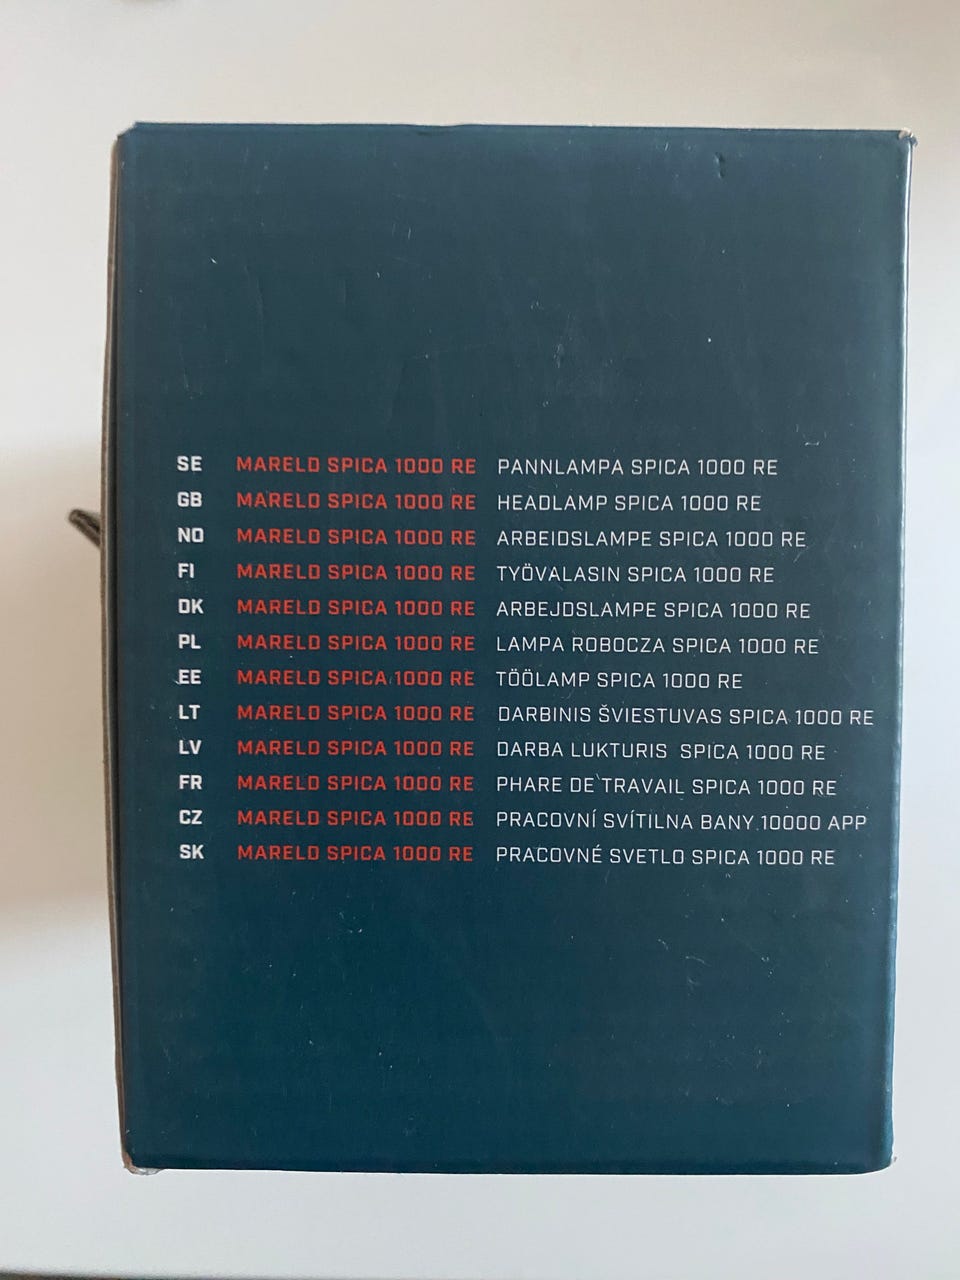 SE MARELD SPICA 1000 RE PANNLAMPA SPICA 1000 RE
GB MARELD SPICA 1000 RE HEADLAMP SPICA 1000 RE
NO MARELD SPICA 1000 RE ARBEIDSLAMPE SPICA 1000 RE
FI MARELD SPICA 1000 RE TYÖVALASIN SPICA 1000 RE
DK MARELD SPICA 1000 RE ARBEJDSLAMPE SPICA 1000 RE
PL MARELD SPICA 1000 RE LAMPA ROBOCZA SPICA 1000 RE
EE MARELD SPICA 1000 RE TÖÖLAMP SPICA 1000 RE
LT MARELD SPICA 1000 RE DARBINIS ŠVIESTUVAS SPICA 1000 RE
LV MARELD SPICA 1000 RE DARBA LUKTURIS SPICA 1000 RE
FR MARELD SPICA 1000 RE PHARE DE TRAVAIL SPICA 1000 RE
CZ MARELD SPICA 1000 RE PRACOVNÍ SVÍTILNA BANY 10000 APP
SK MARELD SPICA 1000 RE PRACOVNÉ SVETLO SPICA 1000 RE